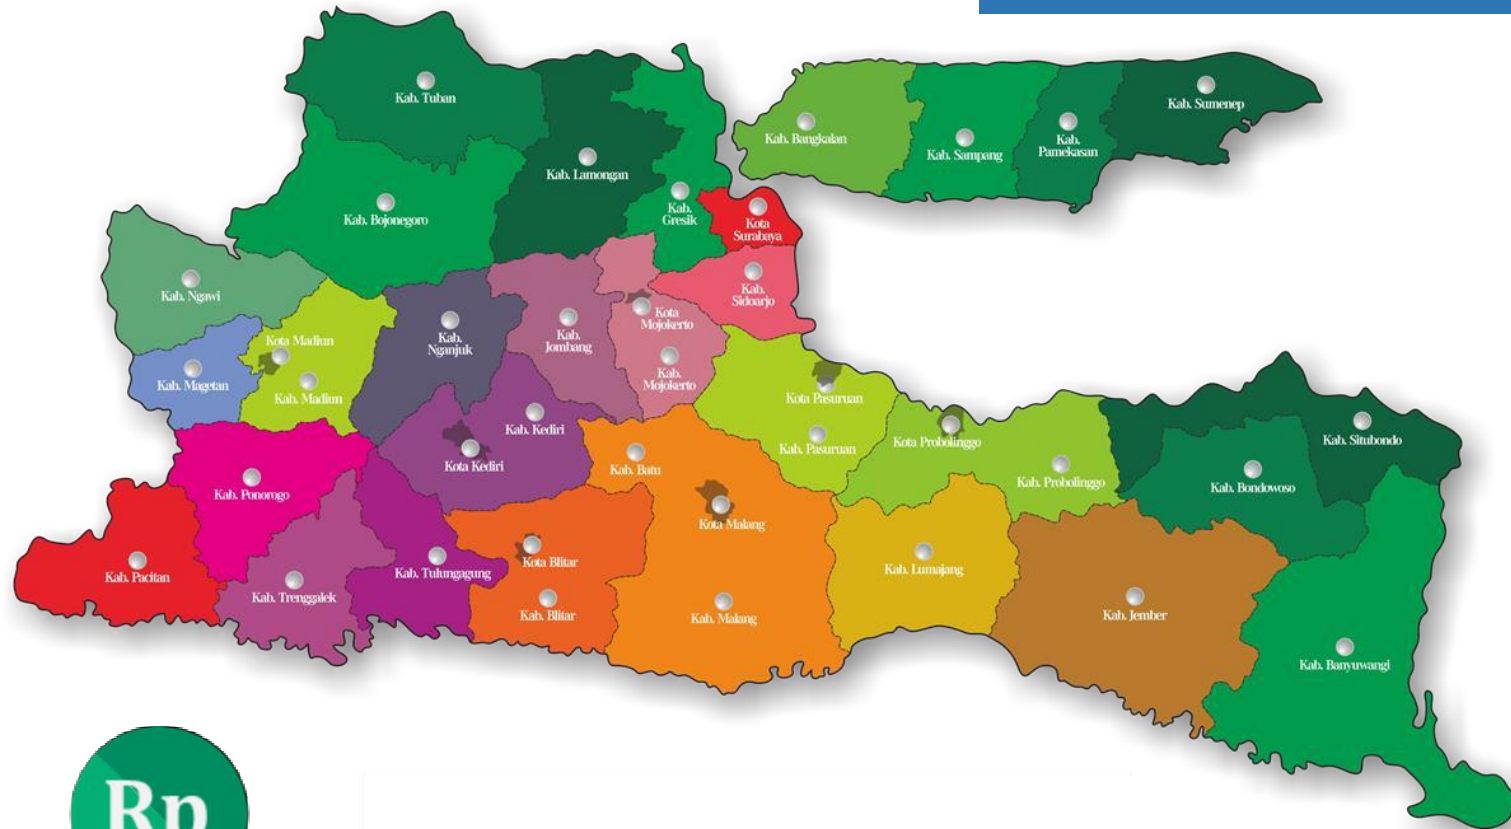 Kab. Tuban
Kab. Sumenep
Kab. Bangkalan
Kab. Sampang
Kab.
Pamekasan
Kab. Lamongan
Kab. Bojonegoro
Kab.
Gresik
Kota
Surabaya
Kab. Ngawi
Kab.
Sidoarjo
Kota
Mojokerto
Kab.
Nganjuk
Kab.
Jombang
Kota Madiun
Kab. Magetan
Kab. Madiun
Kab.
Mojokerto
Kota Pasuruan
Kab. Kediri
Kab. Pasuruan
Kota Probolinggo
Kab. Situbondo
Kota Kediri
Kab. Batu
Kab. Probolinggo
Kab. Bondowoso
Kab. Ponorogo
Kota Malang
Kota Blitar
Kab. Lumajang
Kab. Pacitan
Kab. Tulungagung
Kab. Trenggalek
Kab. Blitar
Kab. Malang
Kab. Jember
Kab. Banyuwangi
Rp